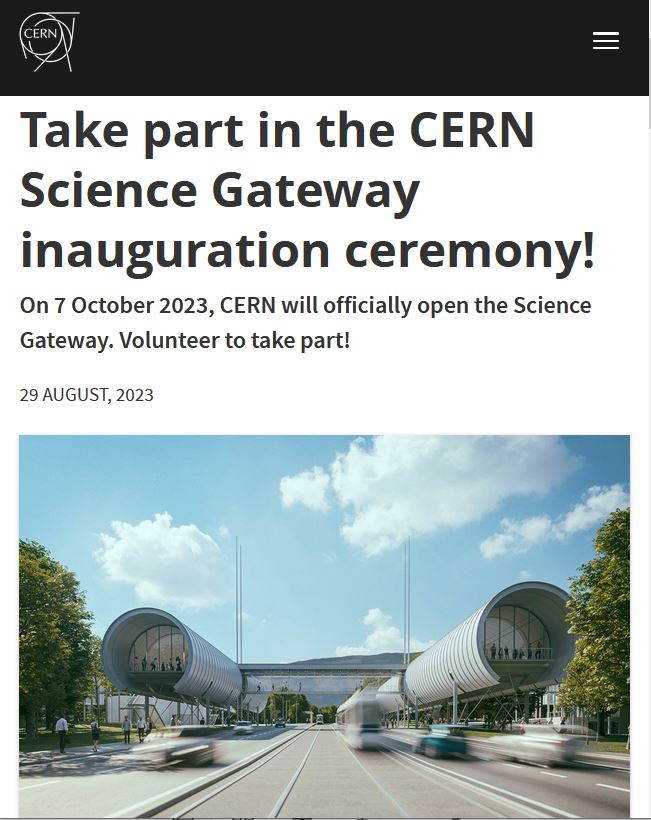 CERN
Take part in the CERN
Science Gateway
inauguration ceremony!
On 7 October 2023, CERN will officially open the Science
Gateway. Volunteer to take part!
29 AUGUST, 2023